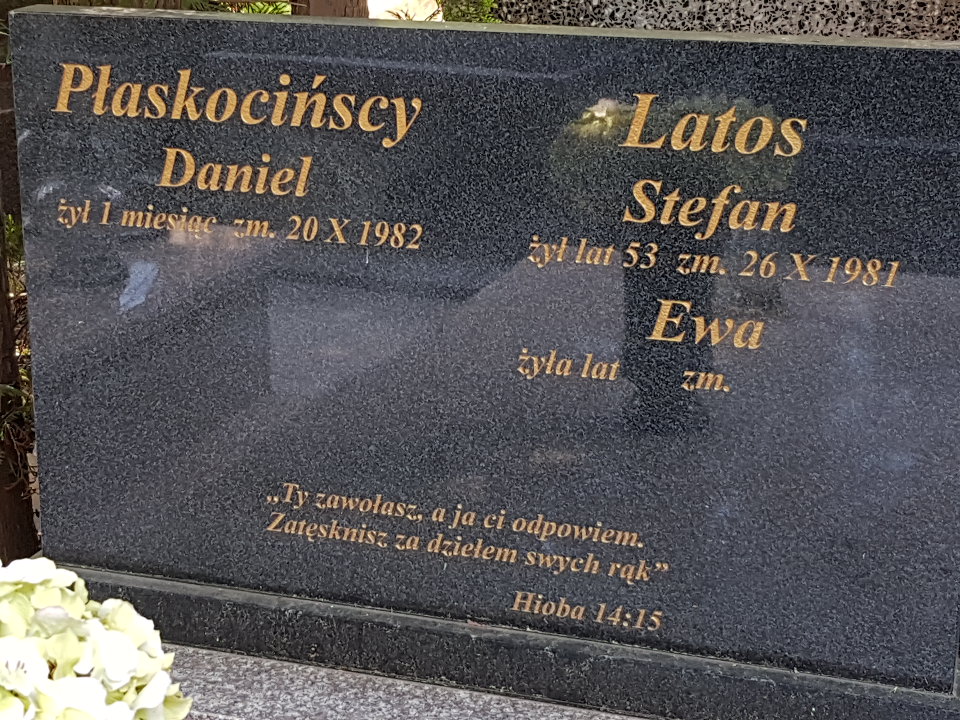 Płaskocińscy
Daniel
żył 1 miesiąc zm. 20 X 1982
Latos
Stefan
żył lat 53 zm. 26 X 1981
Ewa
żyła lat zm.
„Ty zawołasz, a ja ci odpowiem.
Zatęsknisz za dziełem swych rąk”
Hioba 14:15